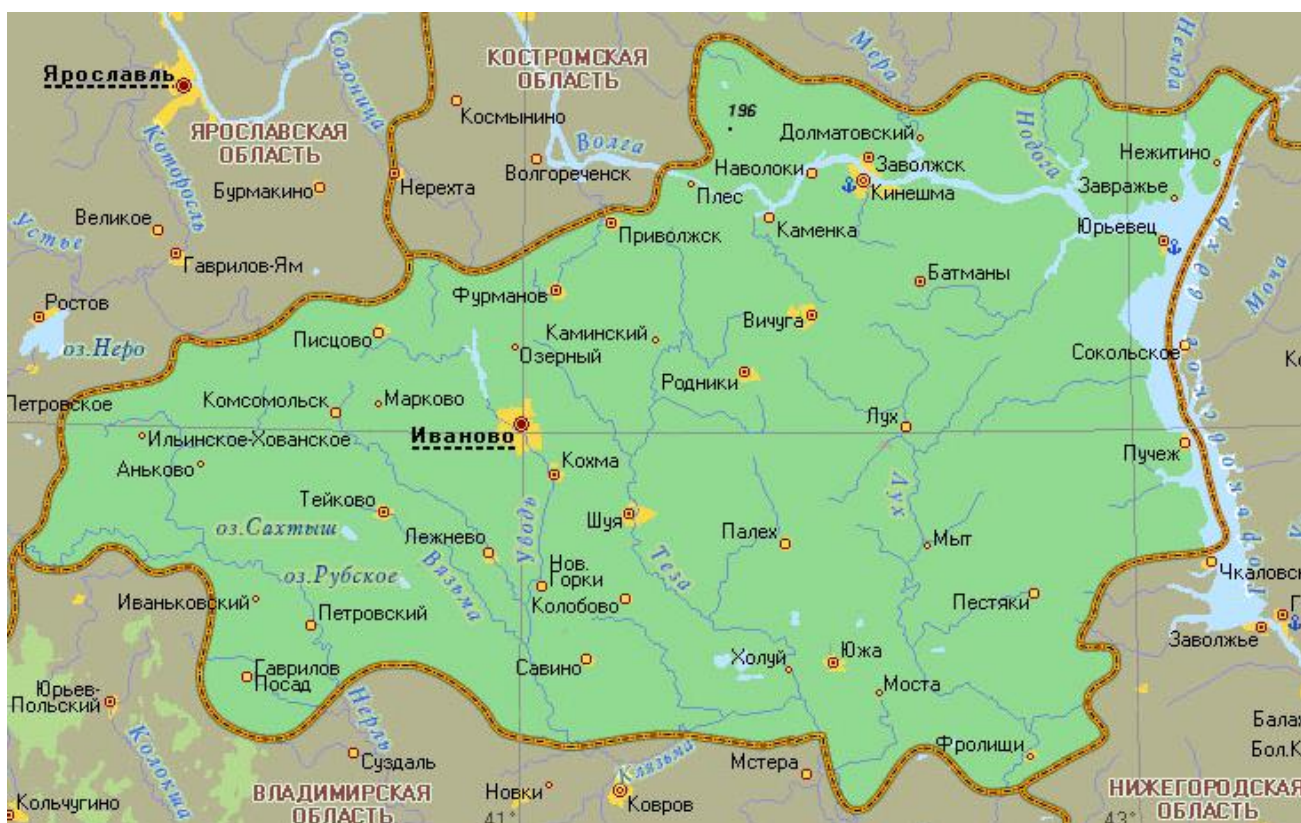 Ярославль
ЯРОСЛАВСКАЯ
ОБЛАСТЬ
Которосль
Солоница
КОСТРОМСКАЯ
ОБЛАСТЬ
Космынино
Волга
Волгореченск
Нерехта
Бурмакино
Великое
Устье
Гаврилов-Ям
Ростов
оз.Неро
Петровское
Мера
Немда
196
Долматовский
Нодога
Нежитино
Наволоки
Заволжск
Кинешма
Завражье
Плес
Каменка
Юрьевец
Приволжск
Моча
Батманы
Фурманов
Вичуга
Каминский
Писцово
Озерный
Сокольское
Родники
Комсомольск
Марково
Лух
Иваново
Ильинское-Хованское
Аньково
Кохма
Пучеж
Лух
Тейково
Уводь
Шуя
оз.Сахтыш
Лежнево
Палех
Мыт
Теза
Вязьма
оз.Рубское
Нов.
Горки
Чкаловск
Иваньковский
Колобово
Пестяки
Петровский
Заволжье
Савино
Холуй
Южа
Гаврилов
Посад
Моста
Юрьев-
Польский
Нерль
Колокша
Суздаль
Фролищи
Клязьма
Мстера
Бол.К
Новки
Ковров
Кольчугино
ВЛАДИМИРСКАЯ
ОБЛАСТЬ
НИЖЕГОРОДСКАЯ
ОБЛАСТЬ
41°
43°
Горьковское вдхр.
Бала